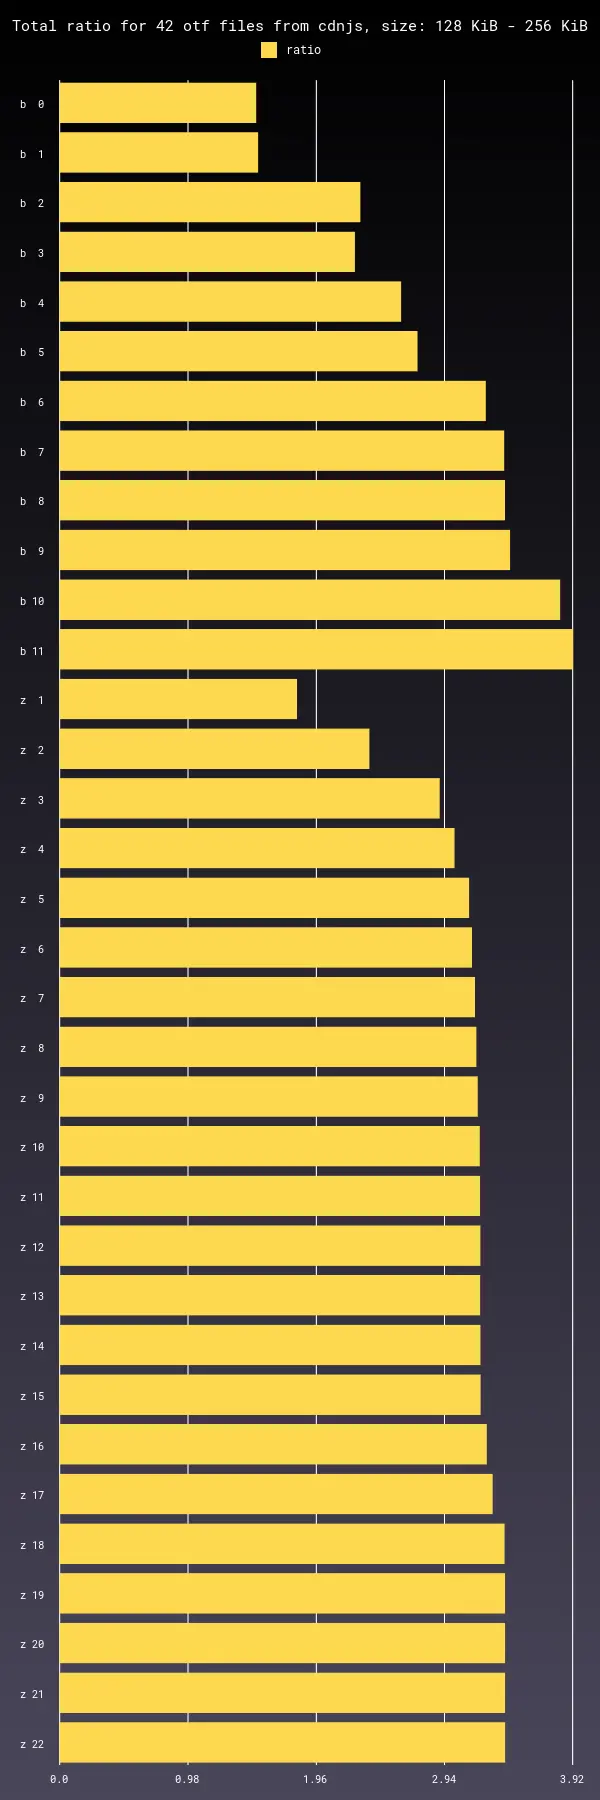 Total ratio for 42 otf files from cdnjs, size: 128 KiB - 256 KiB
ratio
b 0
b 1
b 2
b 3
b 4
b 5
b 6
b 7
b 8
b 9
b 10
b 11
z 1
z 2
z 3
z 4
z 5
z 6
z 7
z 8
z 9
z 10
z 11
z 12
z 13
z 14
z 15
z 16
z 17
z 18
z 19
z 20
z 21
z 22
0.0 0.98 1.96 2.94 3.92